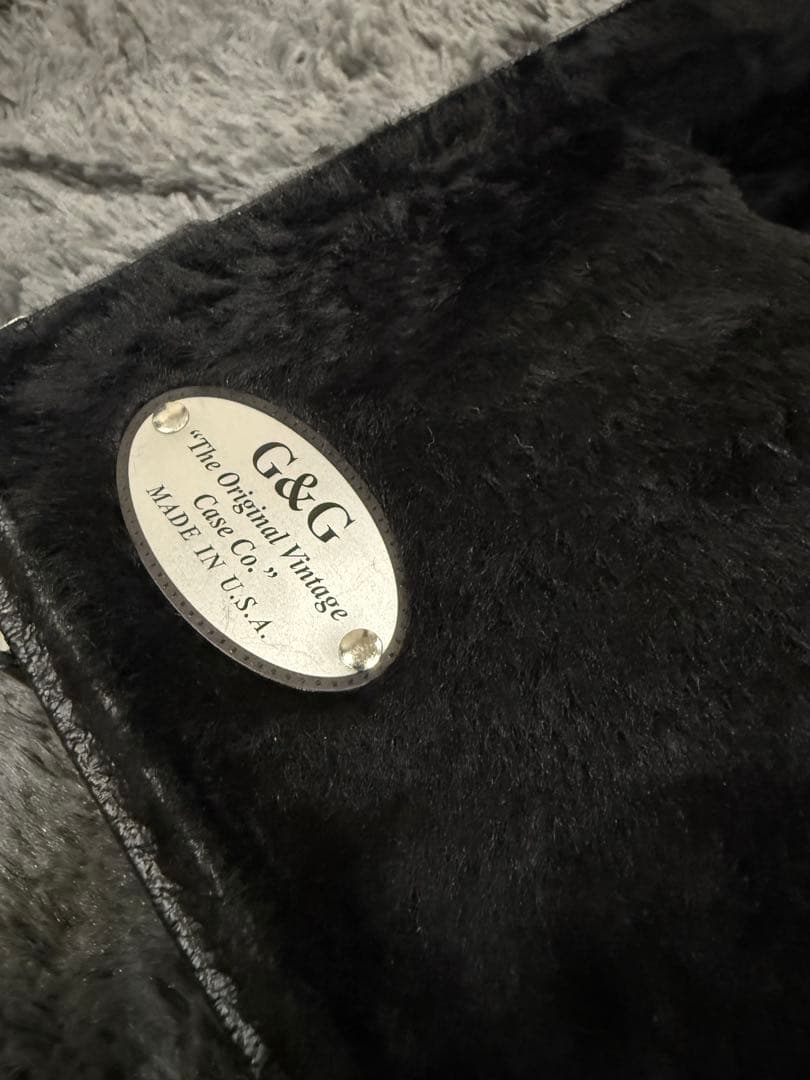 G&G
“The Original Vintage
Case Co.”
MADE IN U.S.A.